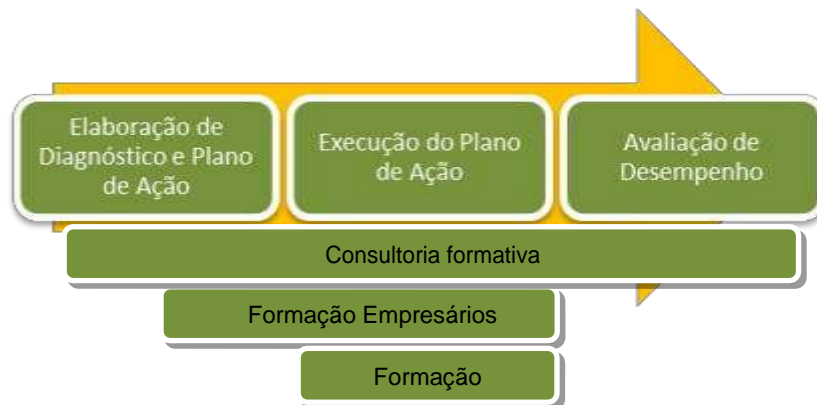 Elaboração de
Diagnóstico e Plano
de Ação
Execução do Plano
de Ação
Avaliação de
Desempenho
Consultoria formativa
Formação Empresários
Formação